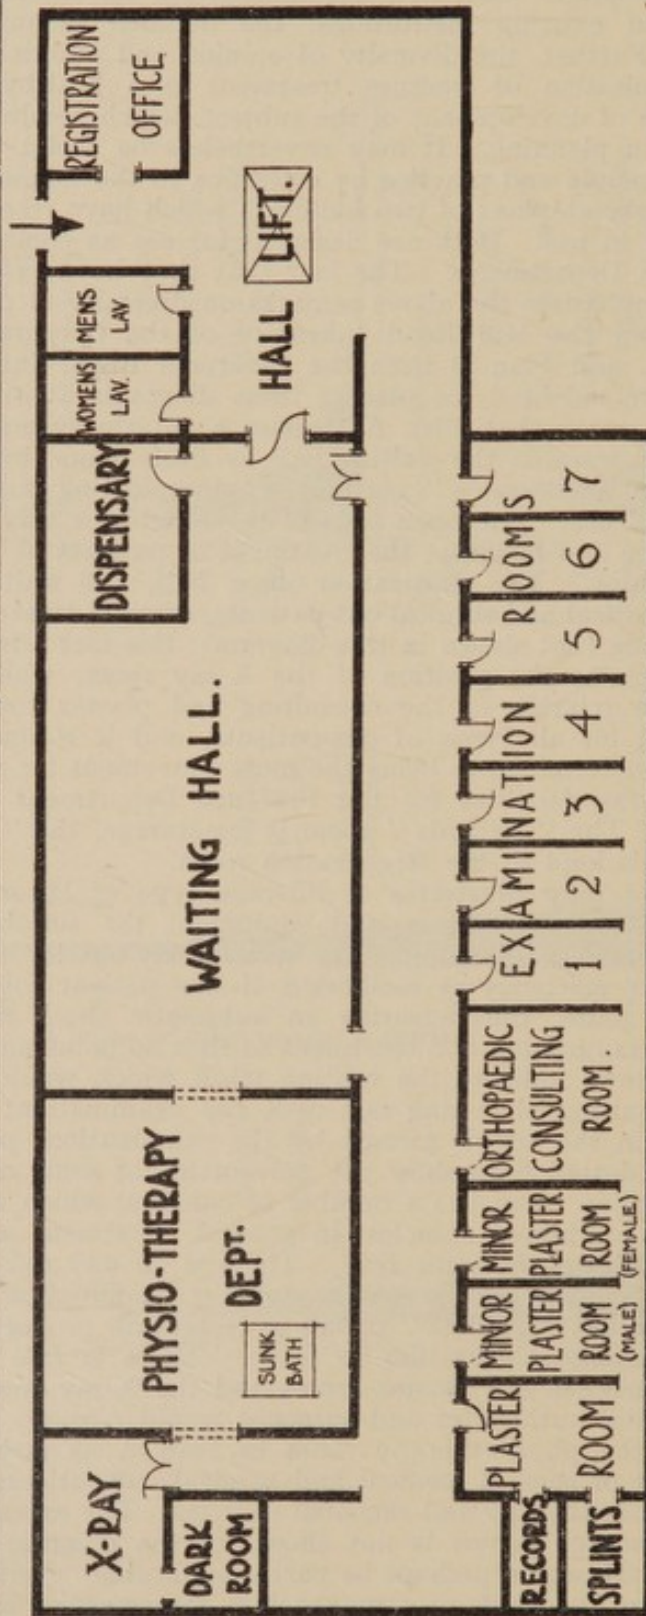 REGISTRATION
OFFICE
MENS
LAV
WOMENS
LAV.
LIFT.
HALL
DISPENSARY
WAITING HALL.
PHYSIO-THERAPY
DEPT.
SUNK
BATH
X-RAY
DARK
ROOM
EXAMINATION ROOMS
1 2 3 4 5 6 7
ORTHOPAEDIC
CONSULTING
ROOM.
MINOR
PLASTER
ROOM
(FEMALE)
MINOR
PLASTER
ROOM
(MALE)
PLASTER
ROOM
RECORDS
SPLINTS